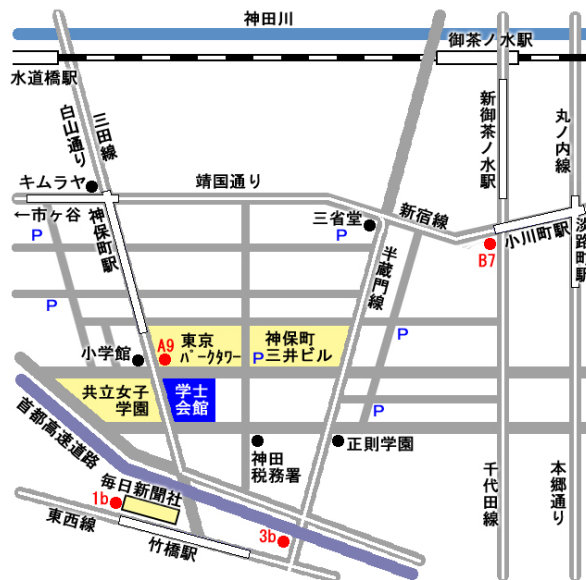 神田川
御茶ノ水駅
水道橋駅
白山通り
三田線
新御茶ノ水駅
丸ノ内線
キムラヤ
靖国通り
←市ヶ谷
神保町駅
P
三省堂
P
新宿線
小川町駅
淡路町駅
B7
半蔵門線
P
P
小学館
A9
東京
パークタワー
P
神保町
三井ビル
共立女子
学園
学士
会館
P
首都高速道路
神田
税務署
正則学園
千代田線
本郷通り
毎日新聞社
1b
東西線
竹橋駅
3b